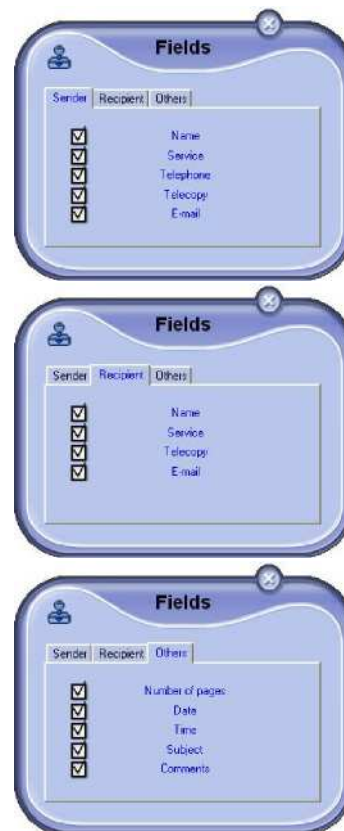 Fields
Sender Recipient Others
Name
Service
Telephone
Telecopy
E-mail
Fields
Sender Recipient Others
Name
Service
Telecopy
E-mail
Fields
Sender Recipient Others
Number of pages
Date
Time
Subject
Comments